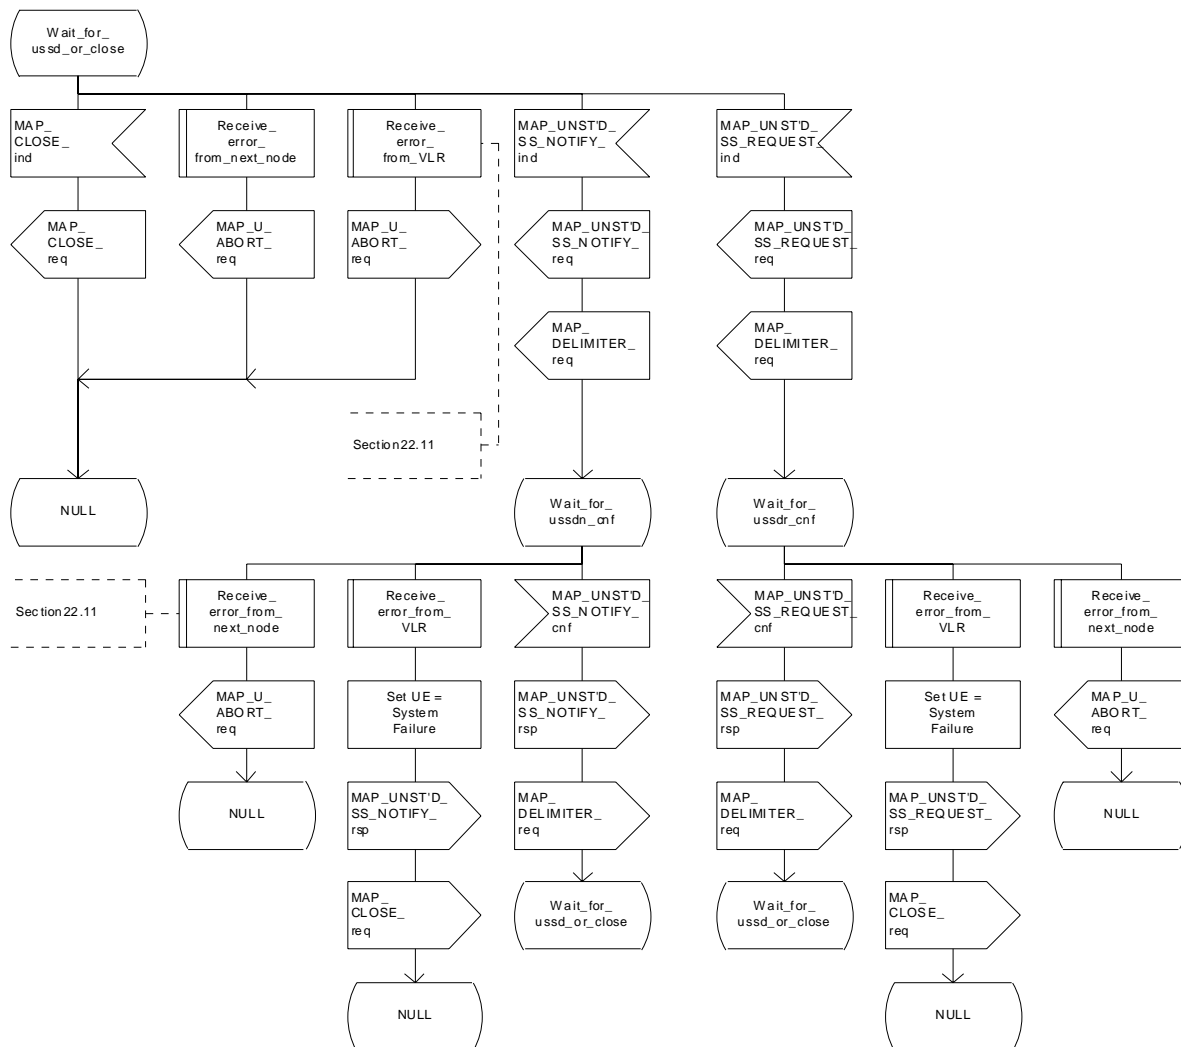 Wait_for_
ussd_or_close
MAP_
CLOSE_
ind
Receive_
error_
from_next_node
Receive_
error_
from_VLR
MAP_UNST'D_
SS_NOTIFY_
ind
MAP_UNST'D_
SS_REQUEST_
ind
MAP_
CLOSE_
req
MAP_U_
ABORT_
req
MAP_U_
ABORT_
req
MAP_UNST'D_
SS_NOTIFY_
req
MAP_UNST'D_
SS_REQUEST_
req
MAP_
DELIMITER_
req
MAP_
DELIMITER_
req
Section22.11
NULL
Wait_for_
ussdn_cnf
Wait_for_
ussdr_cnf
Section22.11
Receive_
error_from_
next_node
Receive_
error_from_
VLR
MAP_UNST'D_
SS_NOTIFY_
cnf
MAP_UNST'D_
SS_REQUEST_
cnf
Receive_
error_from_
VLR
Receive_
error_from_
next_node
MAP_U_
ABORT_
req
Set UE =
System
Failure
MAP_UNST'D_
SS_NOTIFY_
rsp
MAP_UNST'D_
SS_REQUEST_
rsp
Set UE =
System
Failure
MAP_U_
ABORT_
req
NULL
MAP_UNST'D_
SS_NOTIFY_
rsp
MAP_
DELIMITER_
req
MAP_
DELIMITER_
req
MAP_UNST'D_
SS_REQUEST_
rsp
NULL
MAP_
CLOSE_
req
Wait_for_
ussd_or_close
Wait_for_
ussd_or_close
MAP_
CLOSE_
req
NULL
NULL